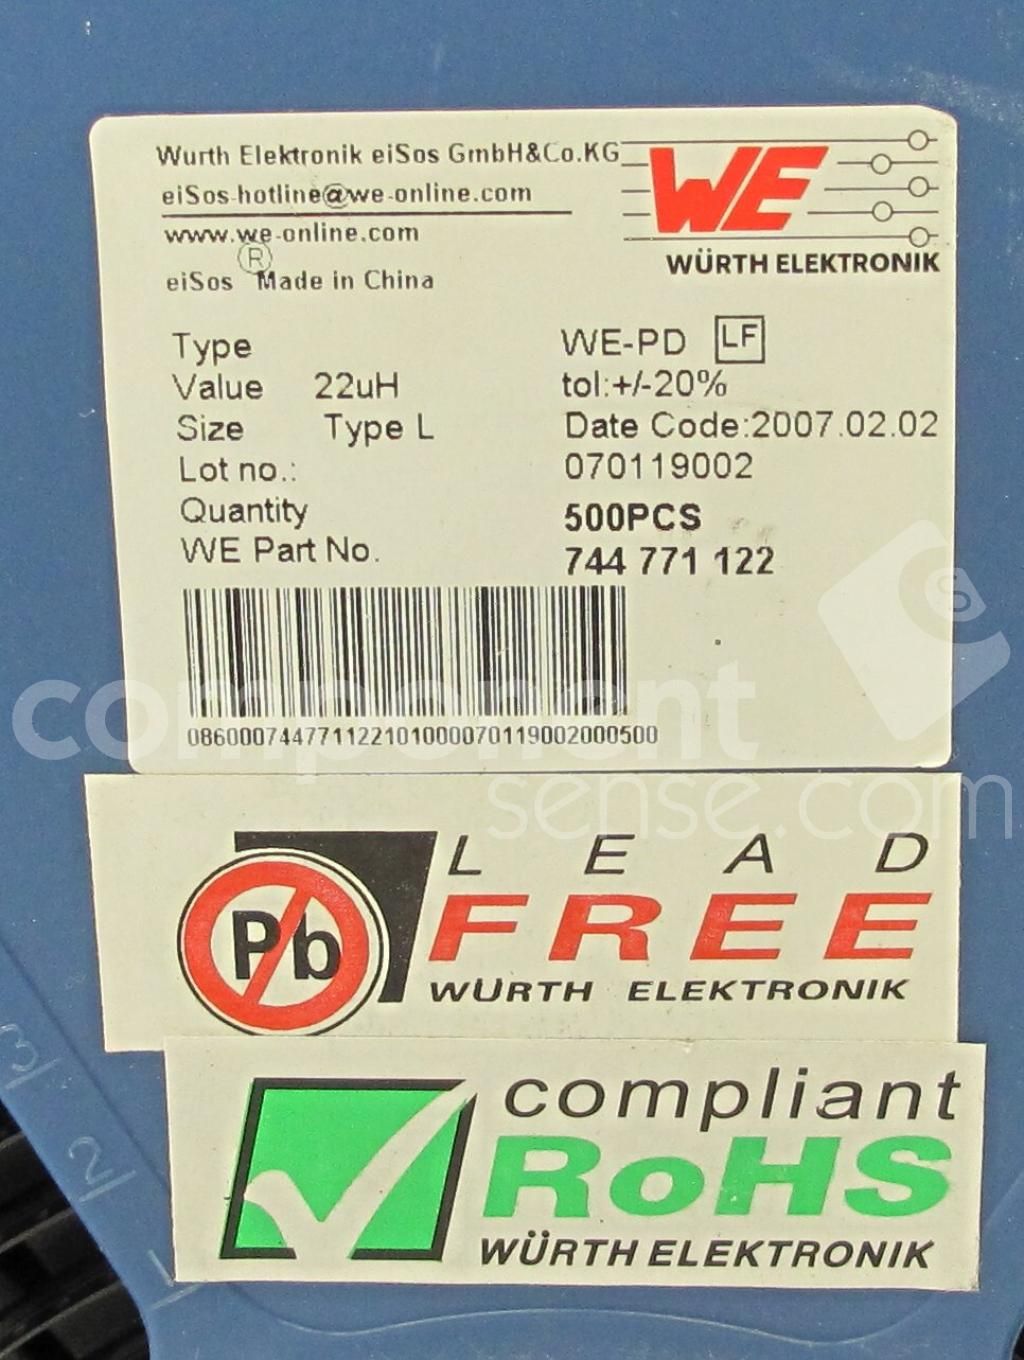 Wurth Elektronik eiSos GmbH&Co.KG
eiSos-hotline@we-online.com
www.we-online.com
eiSos ® Made in China
WE
WÜRTH ELEKTRONIK
Type WE-PD LF
Value 22uH tol:+/-20%
Size Type L Date Code:2007.02.02
Lot no.: 070119002
Quantity 500PCS
WE Part No. 744 771 122
086000744771122101000070119002000500
component
sense.com
cs
LEAD
Pb
FREE
WÜRTH ELEKTRONIK
compliant
RoHS
WÜRTH ELEKTRONIK
3
2
1